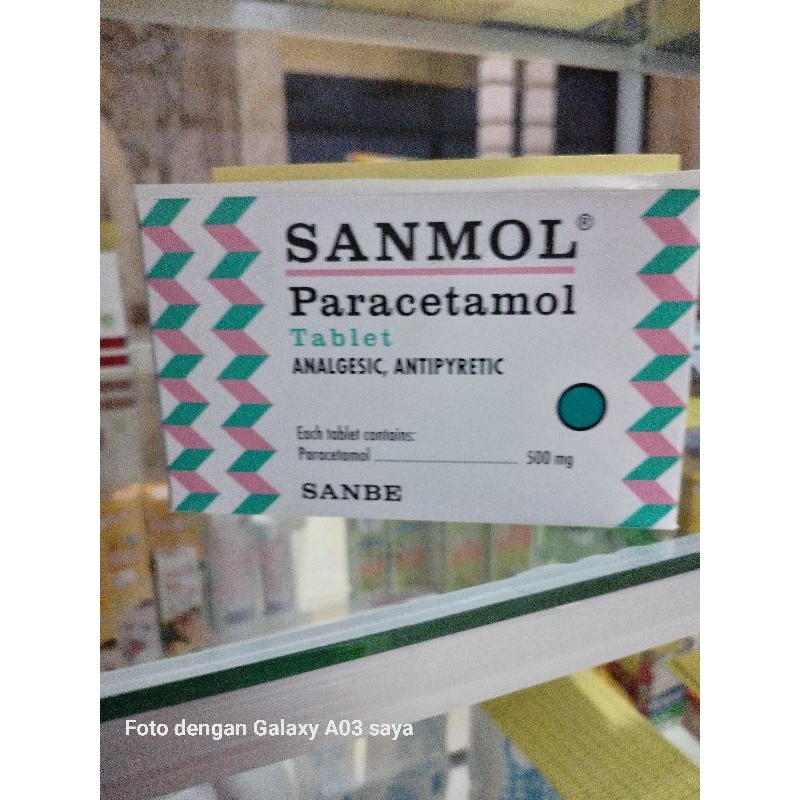 SANMOL®
Paracetamol
Tablet
ANALGESIC, ANTIPYRETIC
Each tablet contains:
Paracetamol ........................................ 500 mg
SANBE
Foto dengan Galaxy A03 saya